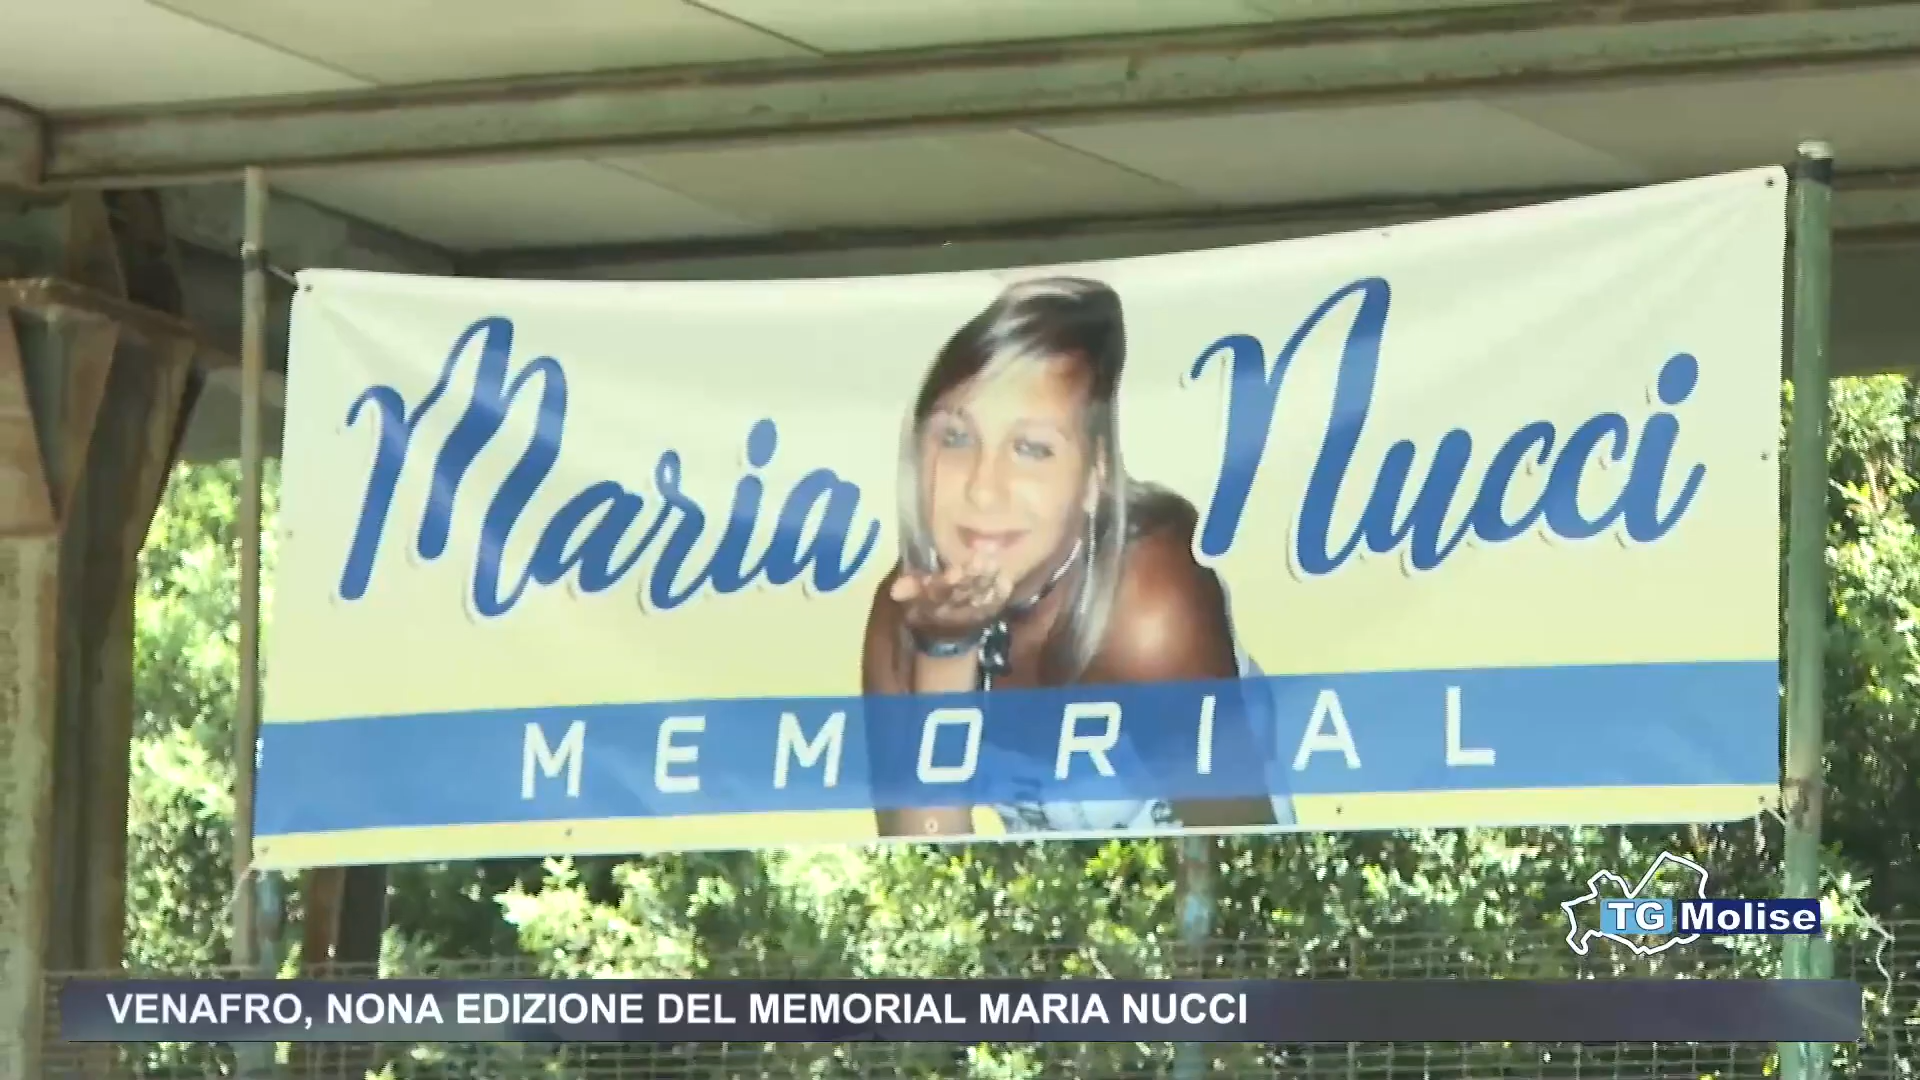 Maria Nucci
MEMORIAL
TG Molise
VENAFRO, NONA EDIZIONE DEL MEMORIAL MARIA NUCCI